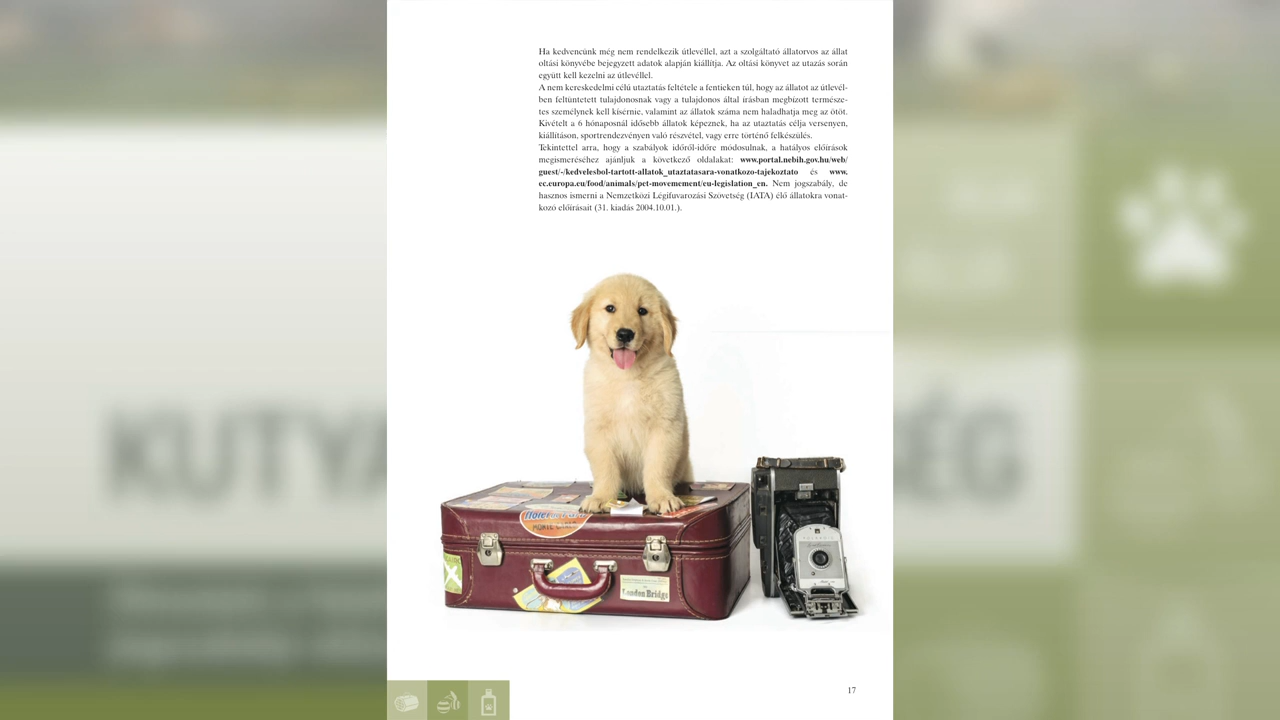 Ha kedvencünk még nem rendelkezik útlevéllel, azt a szolgáltató állatorvos az állat
oltási könyvébe bejegyzett adatok alapján kiállítja. Az oltási könyvet az utazás során
együtt kell kezelni az útlevéllel.
A nem kereskedelmi célú utaztatás feltétele a fentieken túl, hogy az állatot az útlevél-
ben feltüntetett tulajdonosnak vagy a tulajdonos által írásban megbízott természe-
tes személynek kell kísérnie, valamint az állatok száma nem haladhatja meg az ötöt.
Kivételt a 6 hónaposnál idősebb állatok képeznek, ha az utaztatás célja versenyen,
kiállításon, sportrendezvényen való részvétel, vagy erre történő felkészülés.
Tekintettel arra, hogy a szabályok időről-időre módosulnak, a hatályos előírások
megismeréséhez ajánljuk a következő oldalakat: www.portal.nebih.gov.hu/web/
guest/-/kedvelesbol-tartott-allatok_utaztatasara-vonatkozo-tajekoztato és www.
ec.europa.eu/food/animals/pet-movemement/eu-legislation_en. Nem jogszabály, de
hasznos ismerni a Nemzetközi Légifuvarozási Szövetség (IATA) élő állatokra vonat-
kozó előírásait (31. kiadás 2004.10.01.).
Hotel
MONTE CARLO
London Bridge
17
KUTYA
ÉG